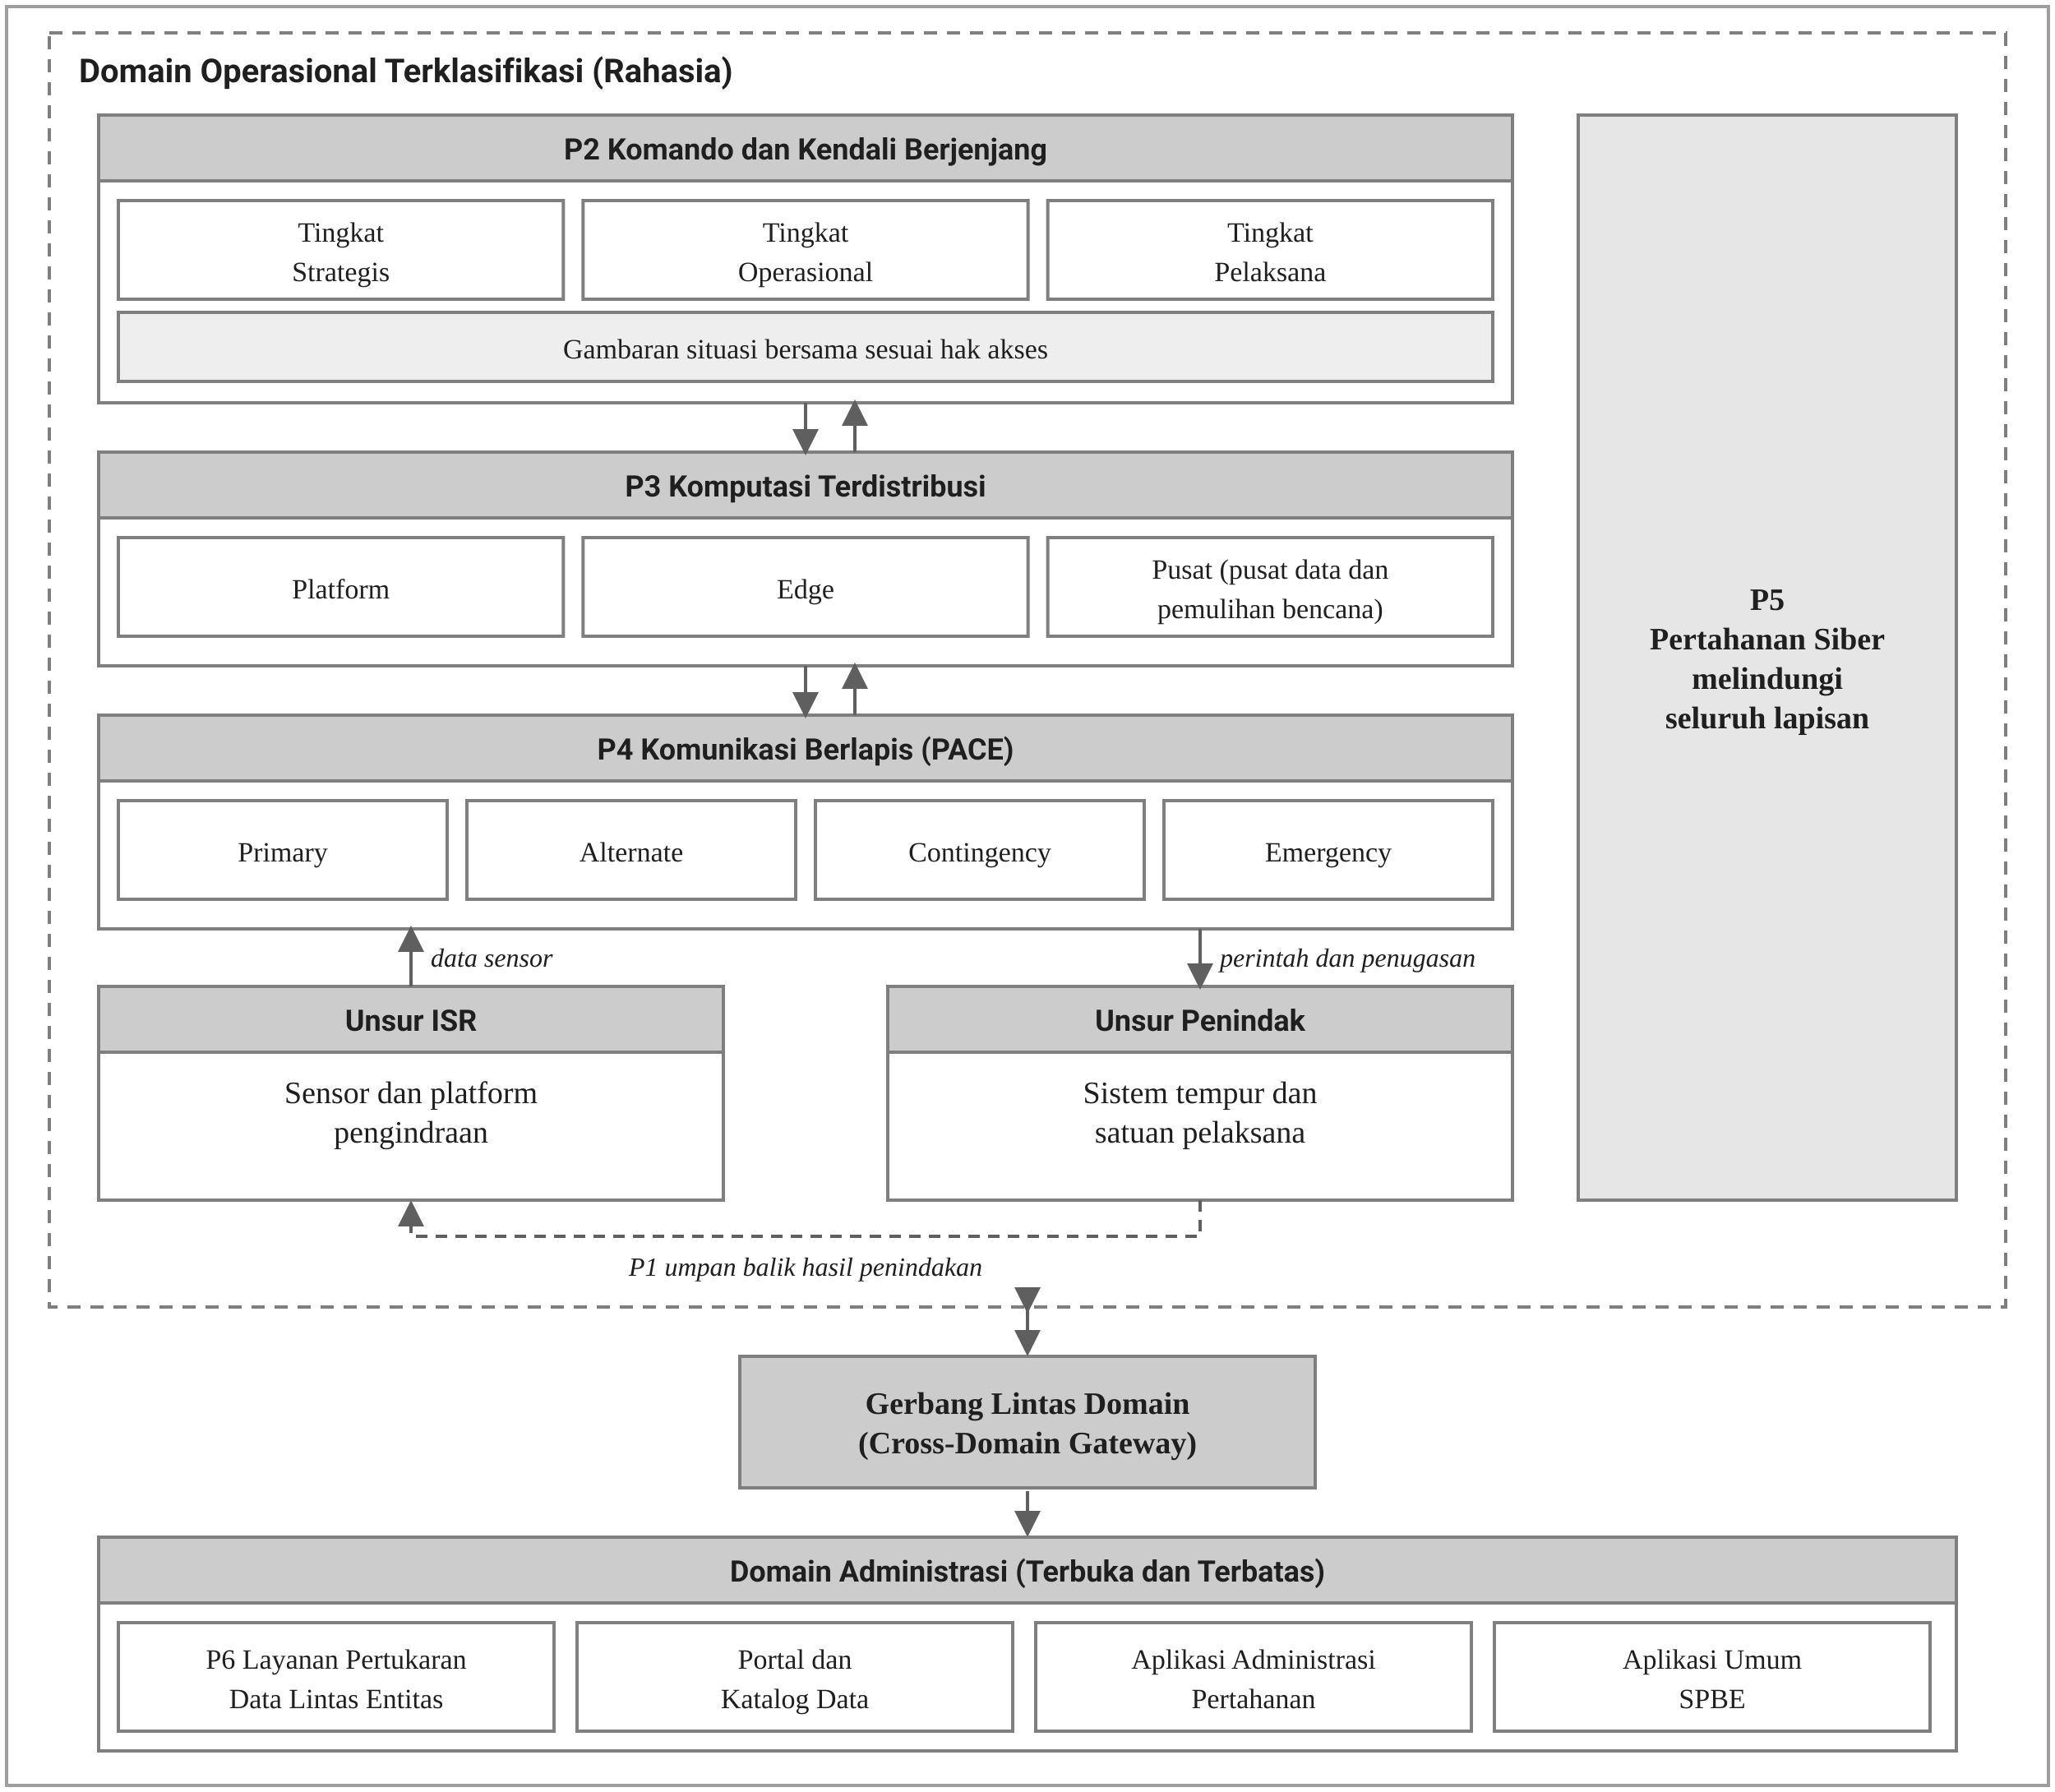 Domain Operasional Terklasifikasi (Rahasia)
P2 Komando dan Kendali Berjenjang
Tingkat
Strategis
Tingkat
Operasional
Tingkat
Pelaksana
Gambaran situasi bersama sesuai hak akses
P3 Komputasi Terdistribusi
Platform
Edge
Pusat (pusat data dan
pemulihan bencana)
P4 Komunikasi Berlapis (PACE)
Primary
Alternate
Contingency
Emergency
data sensor
perintah dan penugasan
Unsur ISR
Sensor dan platform
pengindraan
Unsur Penindak
Sistem tempur dan
satuan pelaksana
P1 umpan balik hasil penindakan
P5
Pertahanan Siber
melindungi
seluruh lapisan
Gerbang Lintas Domain
(Cross-Domain Gateway)
Domain Administrasi (Terbuka dan Terbatas)
P6 Layanan Pertukaran
Data Lintas Entitas
Portal dan
Katalog Data
Aplikasi Administrasi
Pertahanan
Aplikasi Umum
SPBE